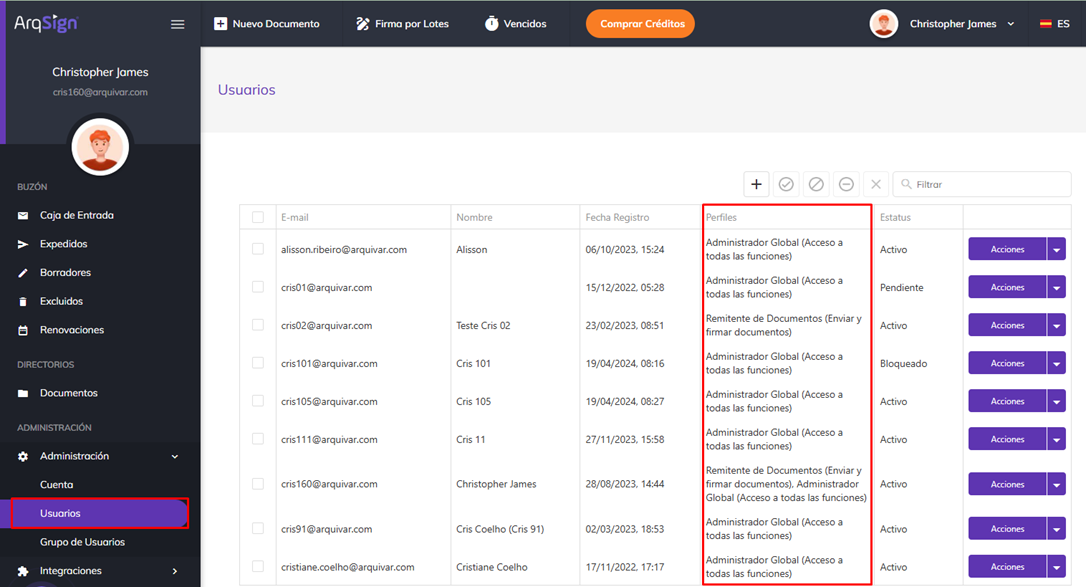 ArqSign
Nuevo Documento
Firma por Lotes
Vencidos
Comprar Créditos
Christopher James
ES
Christopher James
cris160@arquivar.com
BUZÓN
Caja de Entrada
Expedidos
Borradores
Excluidos
Renovaciones
DIRECTORIOS
Documentos
ADMINISTRACIÓN
Administración
Cuenta
Usuarios
Grupo de Usuarios
Integraciones
Usuarios
Filtrar
E-mail Nombre Fecha Registro Perfiles Estatus
alisson.ribeiro@arquivar.com Alisson 06/10/2023, 15:24 Administrador Global (Acceso a
todas las funciones) Activo Acciones
cris01@arquivar.com 15/12/2022, 05:28 Administrador Global (Acceso a
todas las funciones) Pendiente Acciones
cris02@arquivar.com Teste Cris 02 23/02/2023, 08:51 Remitente de Documentos (Enviar y
firmar documentos) Activo Acciones
cris101@arquivar.com Cris 101 19/04/2024, 08:16 Administrador Global (Acceso a
todas las funciones) Bloqueado Acciones
cris105@arquivar.com Cris 105 19/04/2024, 08:27 Administrador Global (Acceso a
todas las funciones) Activo Acciones
cris111@arquivar.com Cris 11 27/11/2023, 15:58 Administrador Global (Acceso a
todas las funciones) Activo Acciones
cris160@arquivar.com Christopher James 28/08/2023, 14:44 Remitente de Documentos (Enviar y
firmar documentos), Administrador
Global (Acceso a todas las funciones) Activo Acciones
cris91@arquivar.com Cris Coelho (Cris 91) 02/03/2023, 18:53 Administrador Global (Acceso a
todas las funciones) Activo Acciones
cristiane.coelho@arquivar.com Cristiane Coelho 17/11/2022, 17:17 Administrador Global (Acceso a
todas las funciones) Activo Acciones